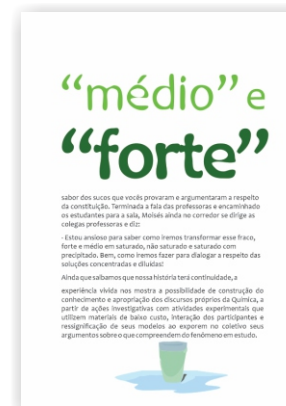 “médio” e
“forte”
sabor dos sucos que vocês provaram e argumentaram a respeito
da constituição. Terminada a fala das professoras e encaminhado
os estudantes para a sala, Moisés ainda no corredor se dirige as
colegas professoras e diz:
- Estou ansioso para saber como iremos transformar esse fraco,
forte e médio em saturado, não saturado e saturado com
precipitado. Bem, como iremos fazer para dialogar a respeito das
soluções concentradas e diluídas!
Ainda que saibamos que nossa história terá continuidade, a
experiência vivida nos mostra a possibilidade de construção do
conhecimento e apropriação dos discursos próprios da Química, a
partir de ações investigativas com atividades experimentais que
utilizem materiais de baixo custo, interação dos participantes e
ressignificação de seus modelos ao exporem no coletivo seus
argumentos sobre o que compreendem do fenômeno em estudo.